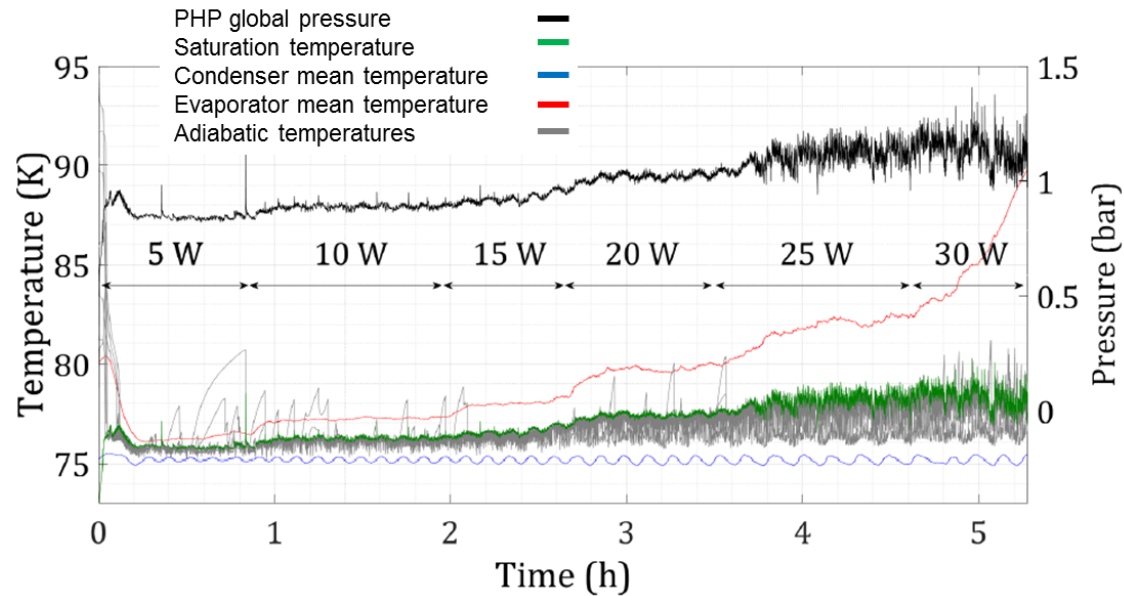 PHP global pressure
Saturation temperature
Condenser mean temperature
Evaporator mean temperature
Adiabatic temperatures
95
90
85
80
75
Temperature (K)
1.5
1
0.5
0
Pressure (bar)
5 W
10 W
15 W
20 W
25 W
30 W
0
1
2
3
4
5
Time (h)